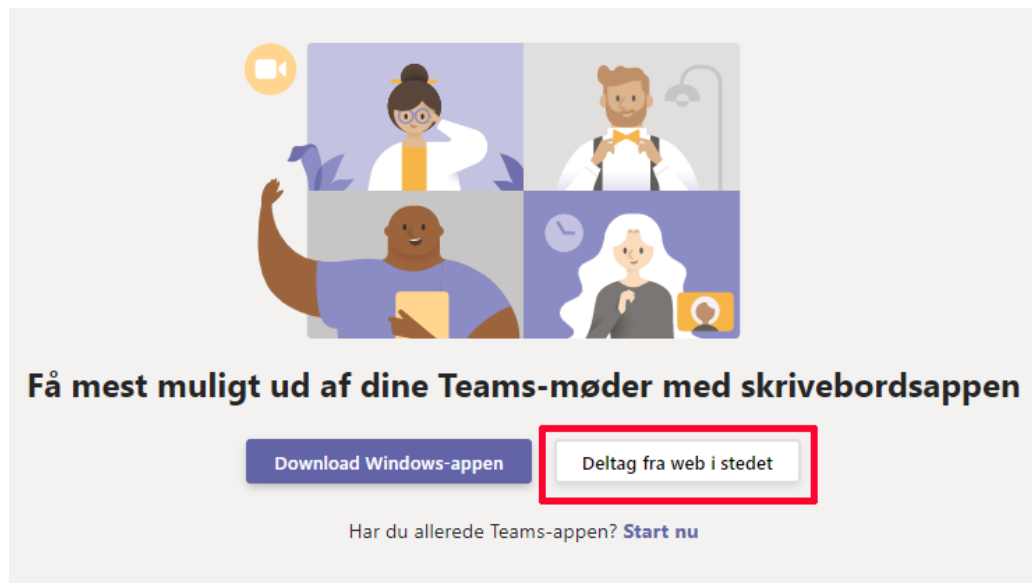 Få mest muligt ud af dine Teams-møder med skrivebordsappen
Download Windows-appen
Deltag fra web i stedet
Har du allerede Teams-appen? Start nu